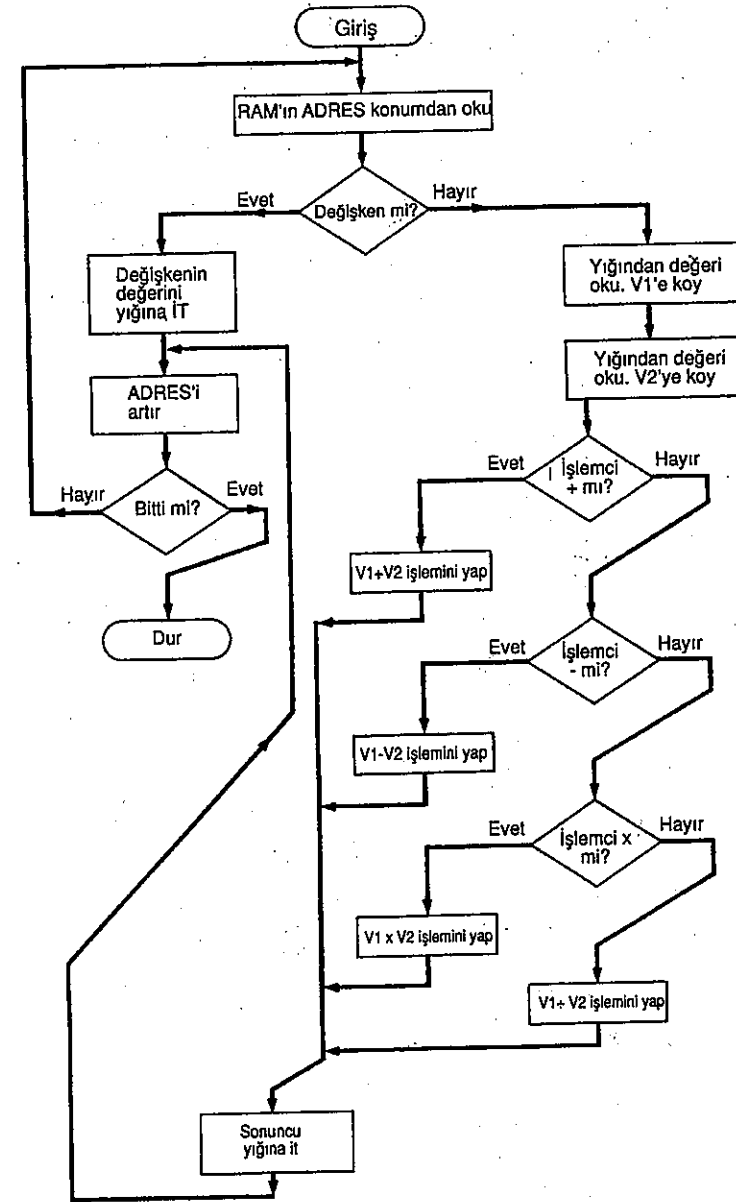 Giriş
RAM'ın ADRES konumdan oku
Değişken mi?
Evet
Hayır
Değişkenin
değerini
yığına İT
ADRES'i
artır
Bitti mi?
Hayır
Evet
Dur
Yığından değeri
oku. V1'e koy
Yığından değeri
oku. V2'ye koy
İşlemci
+ mı?
Evet
Hayır
V1+V2 işlemini yap
İşlemci
- mi?
Evet
Hayır
V1-V2 işlemini yap
İşlemci x
mi?
Evet
Hayır
V1 x V2 işlemini yap
V1÷ V2 işlemini yap
Sonuncu
yığına it